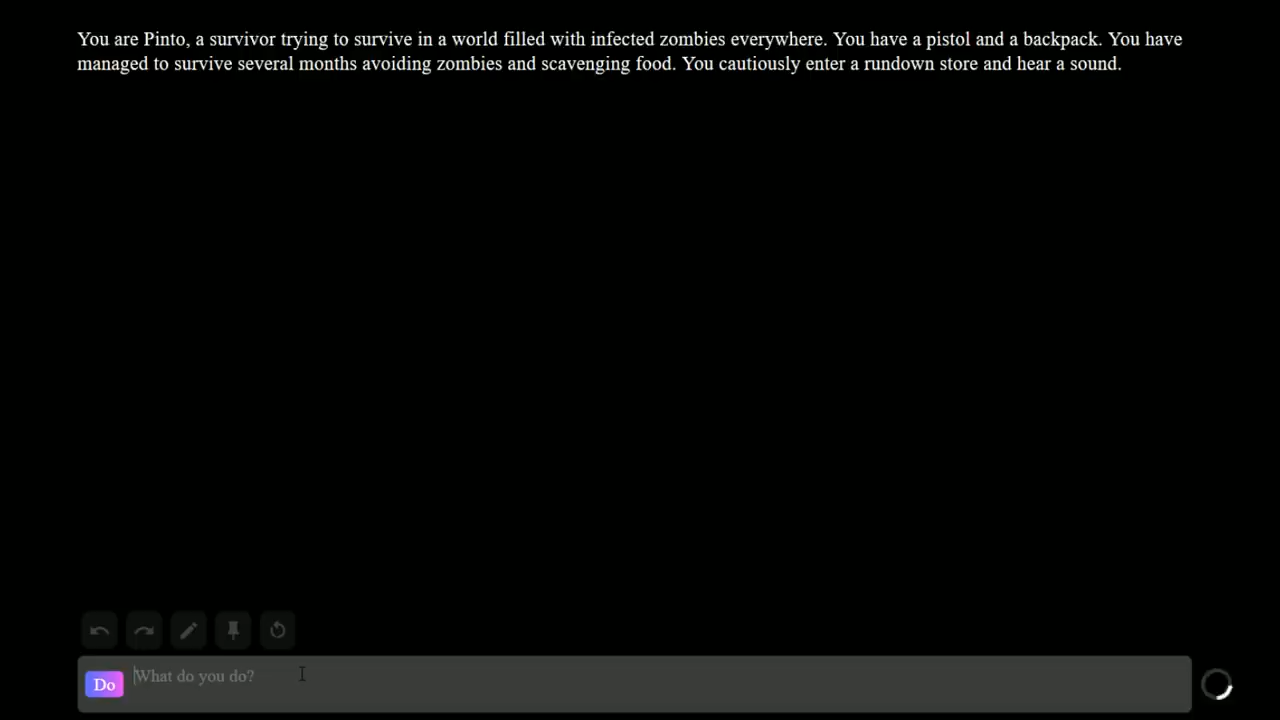 You are Pinto, a survivor trying to survive in a world filled with infected zombies everywhere. You have a pistol and a backpack. You have
managed to survive several months avoiding zombies and scavenging food. You cautiously enter a rundown store and hear a sound.
Do
What do you do?